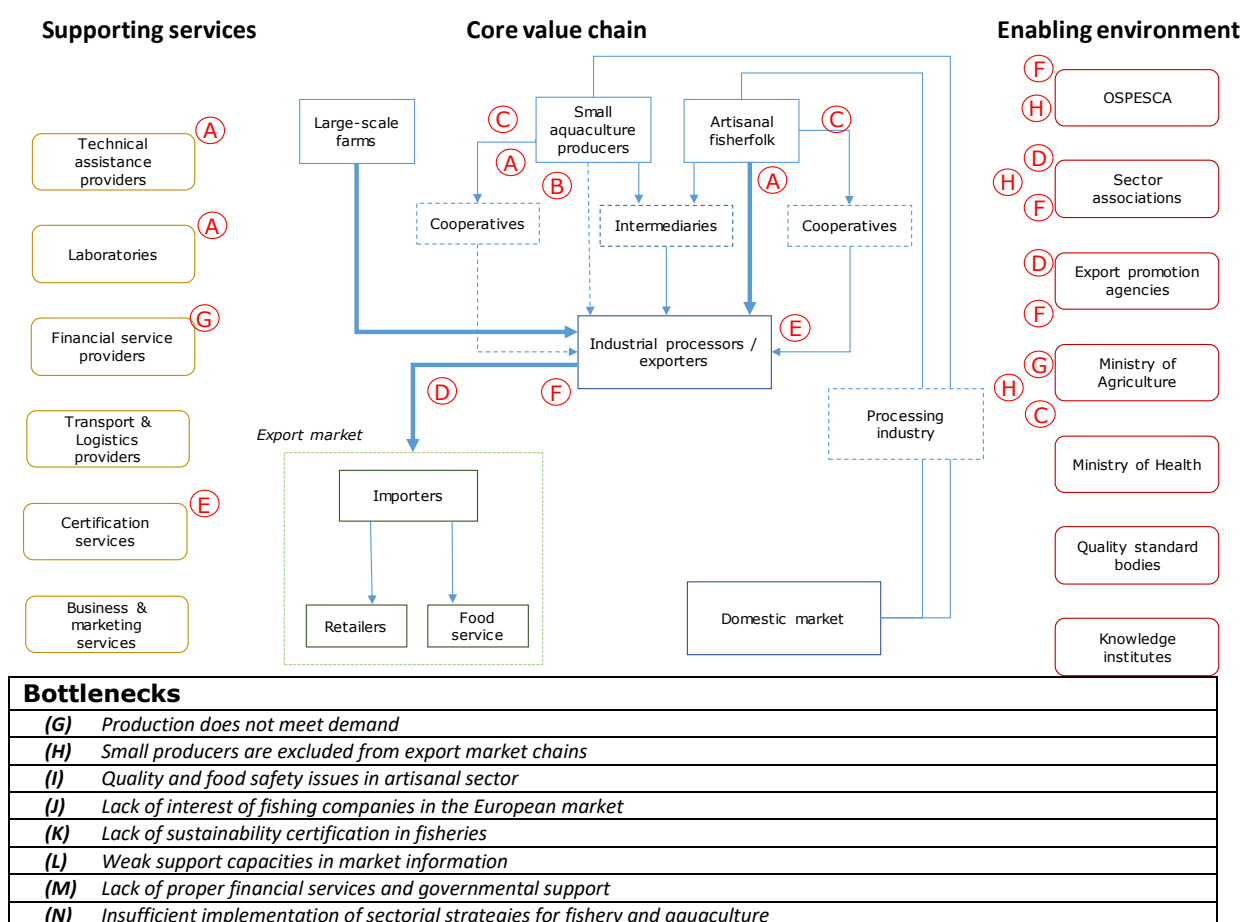 Supporting services
Core value chain
Enabling environment
Technical
assistance
providers
A
Laboratories
A
Financial service
providers
G
Transport &
Logistics
providers
Certification
services
E
Business &
marketing
services
Large-scale
farms
Small
aquaculture
producers
Artisanal
fisherfolk
C
A
B
C
A
Cooperatives
Intermediaries
Cooperatives
Industrial processors /
exporters
E
D
F
Export market
Importers
Retailers
Food
service
Processing
industry
Domestic market
F
H
OSPESCA
D
H
F
Sector
associations
D
F
Export promotion
agencies
G
H
C
Ministry of
Agriculture
Ministry of Health
Quality standard
bodies
Knowledge
institutes
Bottlenecks
(G) Production does not meet demand
(H) Small producers are excluded from export market chains
(I) Quality and food safety issues in artisanal sector
(J) Lack of interest of fishing companies in the European market
(K) Lack of sustainability certification in fisheries
(L) Weak support capacities in market information
(M) Lack of proper financial services and governmental support
(N) Insufficient implementation of sectorial strategies for fishery and aquaculture